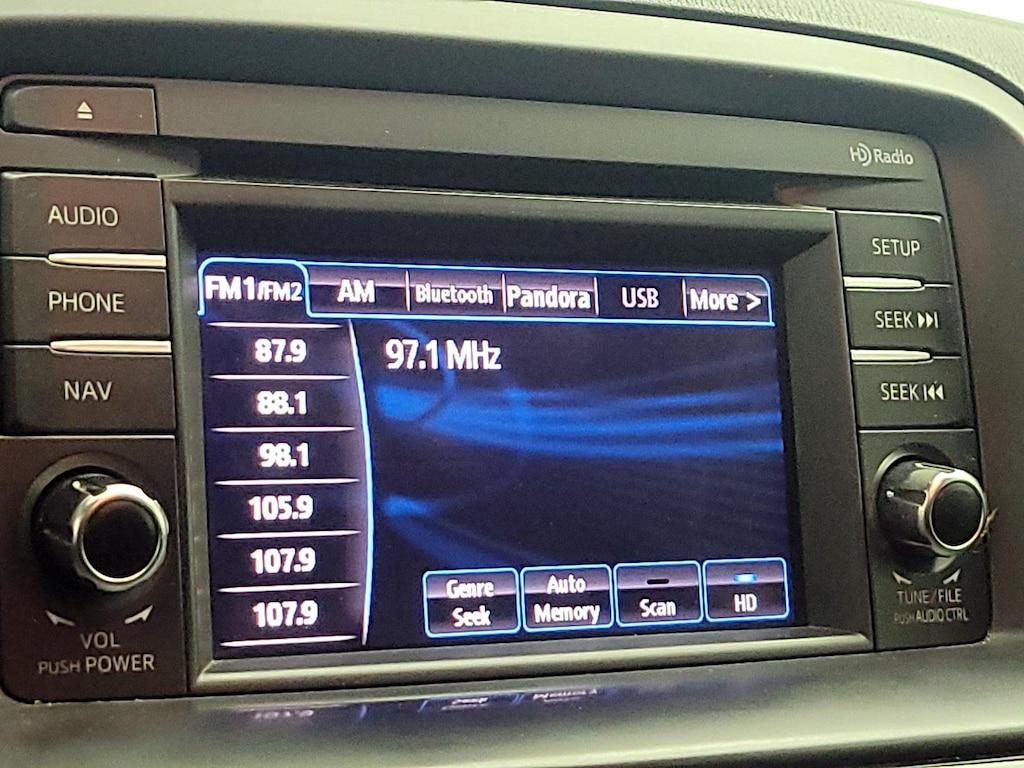 HD Radio
AUDIO
PHONE
NAV
VOL
PUSH POWER
FM1/FM2
AM
Bluetooth
Pandora
USB
More >
87.9
88.1
98.1
105.9
107.9
107.9
97.1 MHz
Genre
Seek
Auto
Memory
Scan
HD
SETUP
SEEK
SEEK
TUNE/FILE
PUSH AUDIO CTRL